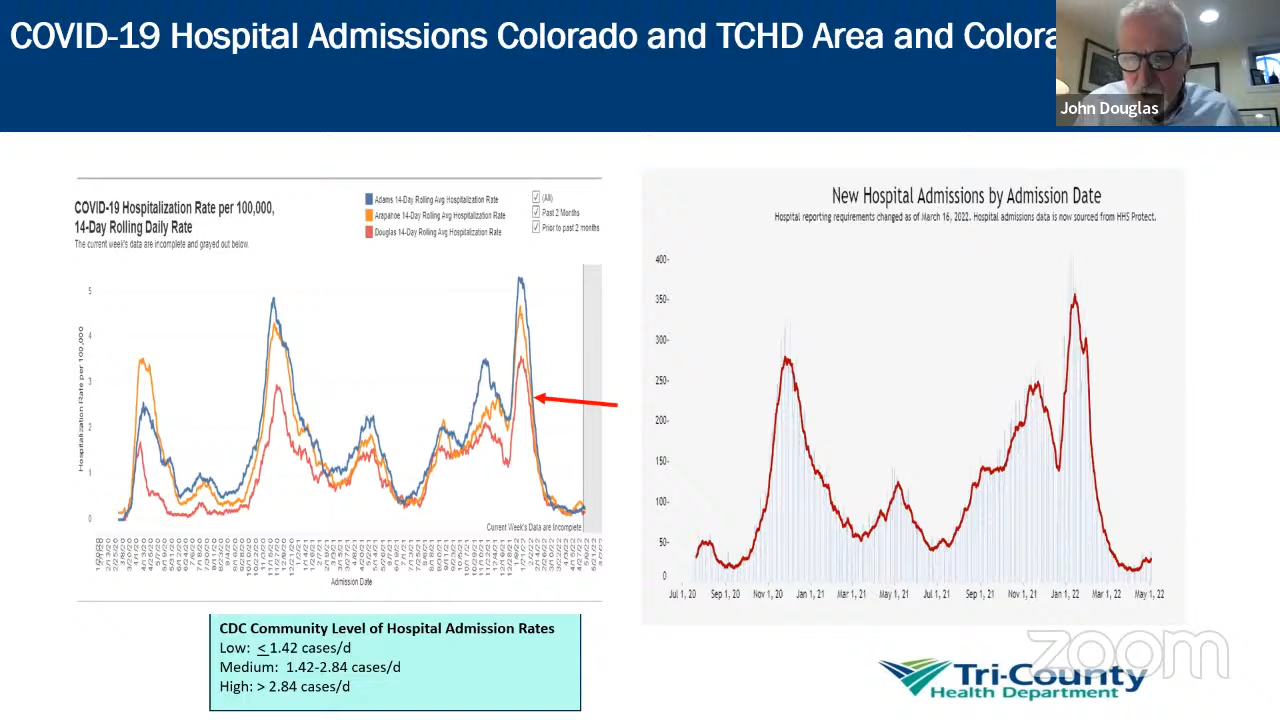 COVID-19 Hospital Admissions Colorado and TCHD Area and Colora
John Douglas
COVID-19 Hospitalization Rate per 100,000,
14-Day Rolling Daily Rate
The current week's data are incomplete and grayed out below.
Adams 14-Day Rolling Avg Hospitalization Rate
Arapahoe 14-Day Rolling Avg Hospitalization Rate
Douglas 14-Day Rolling Avg Hospitalization Rate
(All)
Past 2 Months
Prior to past 2 months
Hospitalization Rate per 100,000
5
4
3
2
1
0
Current Week's Data are Incomplete
Admission Date
New Hospital Admissions by Admission Date
Hospital reporting requirements changed as of March 16, 2022. Hospital admissions data is now sourced from HHS Protect.
400-
350-
300-
250-
200-
150-
100-
50-
0
Jul 1, 20 Sep 1, 20 Nov 1, 20 Jan 1, 21 Mar 1, 21 May 1, 21 Jul 1, 21 Sep 1, 21 Nov 1, 21 Jan 1, 22 Mar 1, 22 May 1, 22
CDC Community Level of Hospital Admission Rates
Low: < 1.42 cases/d
Medium: 1.42-2.84 cases/d
High: > 2.84 cases/d
zoom
Tri-County
Health Department